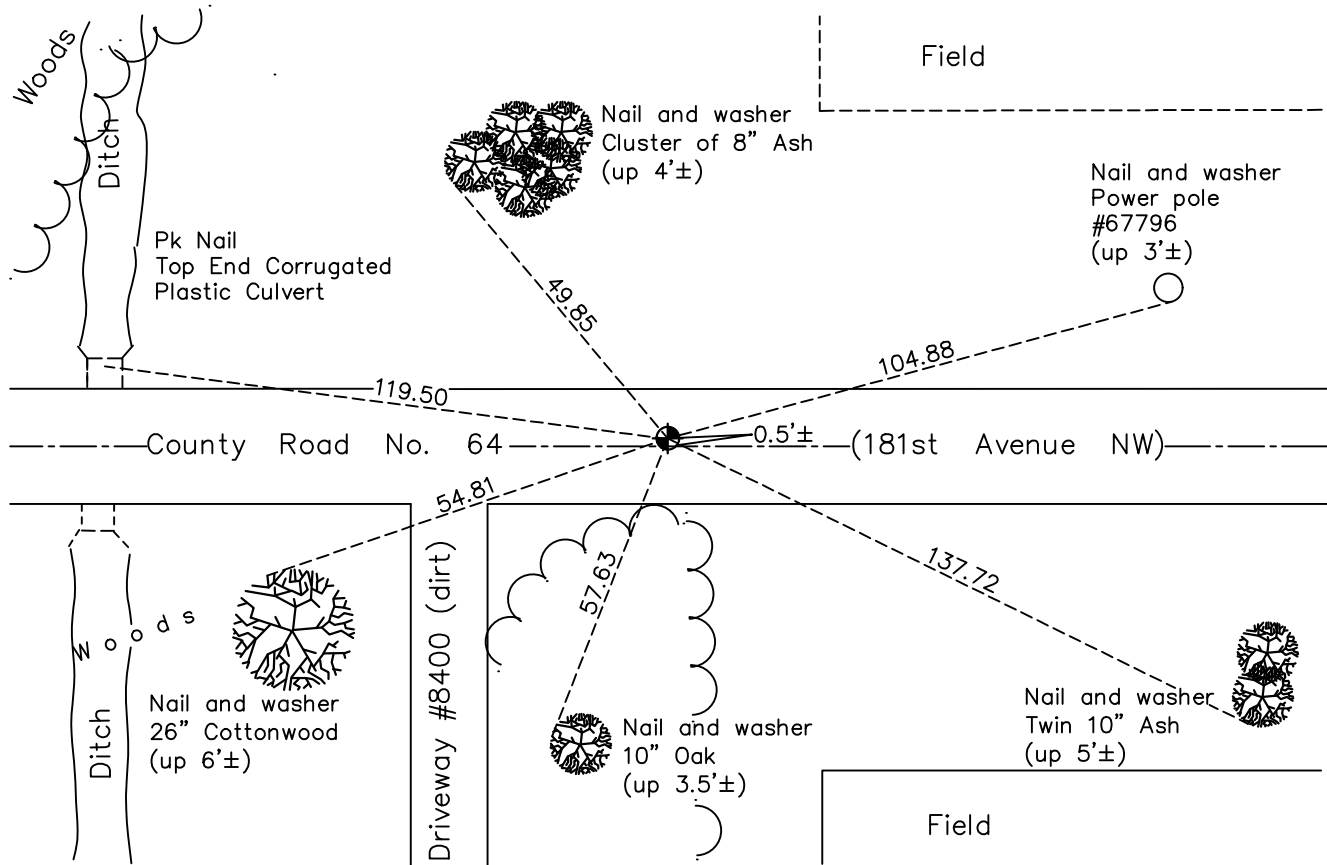 Woods
Ditch
Field
Nail and washer
Cluster of 8" Ash
(up 4'±)
Nail and washer
Power pole
#67796
(up 3'±)
Pk Nail
Top End Corrugated
Plastic Culvert
49.85
104.88
119.50
County Road No. 64
0.5'±
(181st Avenue NW)
54.81
57.63
137.72
Driveway #8400 (dirt)
Woods
Ditch
Nail and washer
26" Cottonwood
(up 6'±)
Nail and washer
10" Oak
(up 3.5'±)
Nail and washer
Twin 10" Ash
(up 5'±)
Field